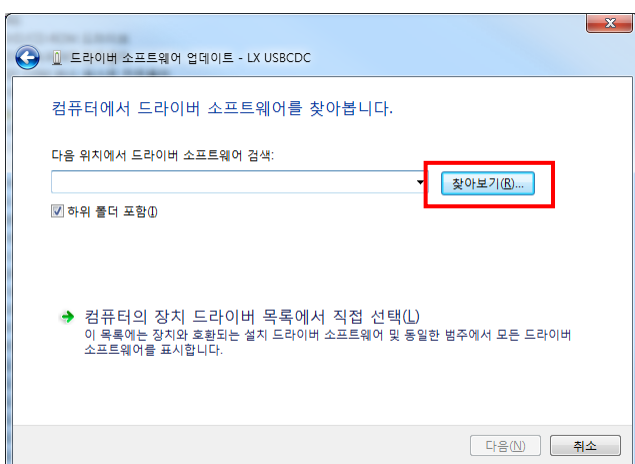 드라이버 소프트웨어 업데이트 - LX USBCDC
컴퓨터에서 드라이버 소프트웨어를 찾아봅니다.
다음 위치에서 드라이버 소프트웨어 검색:
찾아보기(R)...
하위 폴더 포함(I)
컴퓨터의 장치 드라이버 목록에서 직접 선택(L)
이 목록에는 장치와 호환되는 설치 드라이버 소프트웨어 및 동일한 범주에서 모든 드라이버
소프트웨어를 표시합니다.
다음(N)
취소